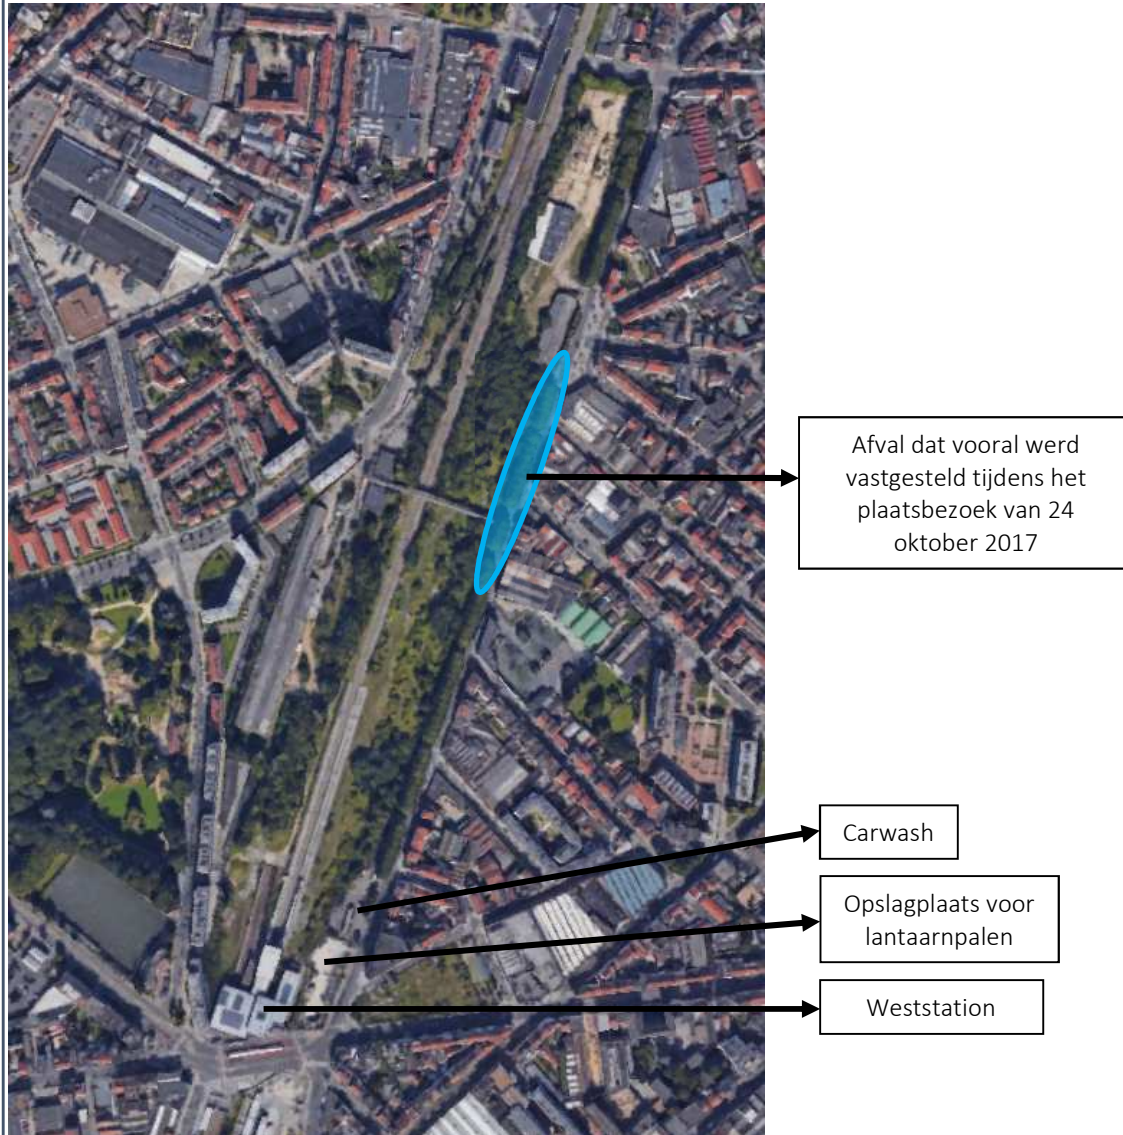 Afval dat vooral werd
vastgesteld tijdens het
plaatsbezoek van 24
oktober 2017
Carwash
Opslagplaats voor
lantaarnpalen
Weststation